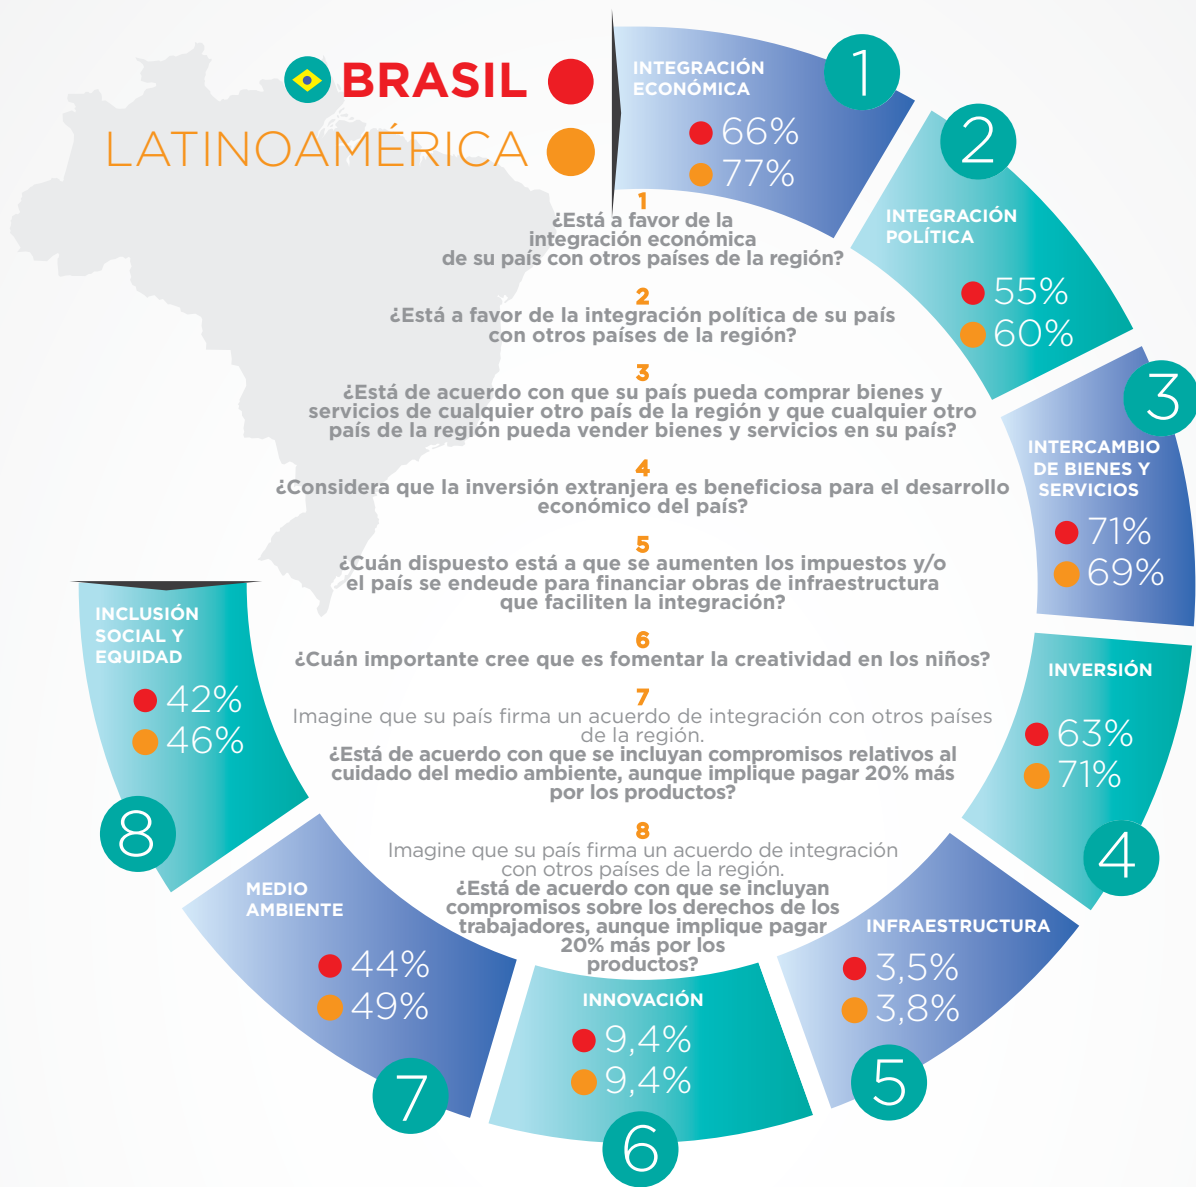 BRASIL
LATINOAMÉRICA
1
INTEGRACIÓN
ECONÓMICA
66%
77%
2
INTEGRACIÓN
POLÍTICA
55%
60%
3
INTERCAMBIO
DE BIENES Y
SERVICIOS
71%
69%
INVERSIÓN
63%
71%
4
INFRAESTRUCTURA
3,5%
3,8%
5
INNOVACIÓN
9,4%
9,4%
6
MEDIO
AMBIENTE
44%
49%
7
INCLUSIÓN
SOCIAL Y
EQUIDAD
42%
46%
8
1
¿Está a favor de la
integración económica
de su país con otros países de la región?
2
¿Está a favor de la integración política de su país
con otros países de la región?
3
¿Está de acuerdo con que su país pueda comprar bienes y
servicios de cualquier otro país de la región y que cualquier otro
país de la región pueda vender bienes y servicios en su país?
4
¿Considera que la inversión extranjera es beneficiosa para el desarrollo
económico del país?
5
¿Cuán dispuesto está a que se aumenten los impuestos y/o
el país se endeude para financiar obras de infraestructura
que faciliten la integración?
6
¿Cuán importante cree que es fomentar la creatividad en los niños?
7
Imagine que su país firma un acuerdo de integración con otros países
de la región.
¿Está de acuerdo con que se incluyan compromisos relativos al
cuidado del medio ambiente, aunque implique pagar 20% más
por los productos?
8
Imagine que su país firma un acuerdo de integración
con otros países de la región.
¿Está de acuerdo con que se incluyan
compromisos sobre los derechos de los
trabajadores, aunque implique pagar
20% más por los
productos?